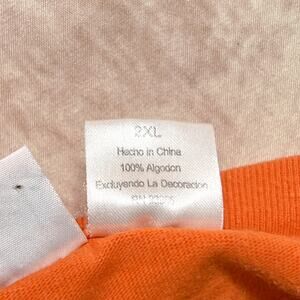 2XL
Hecho in China
100% Algodon
Excluyendo La Decoracion